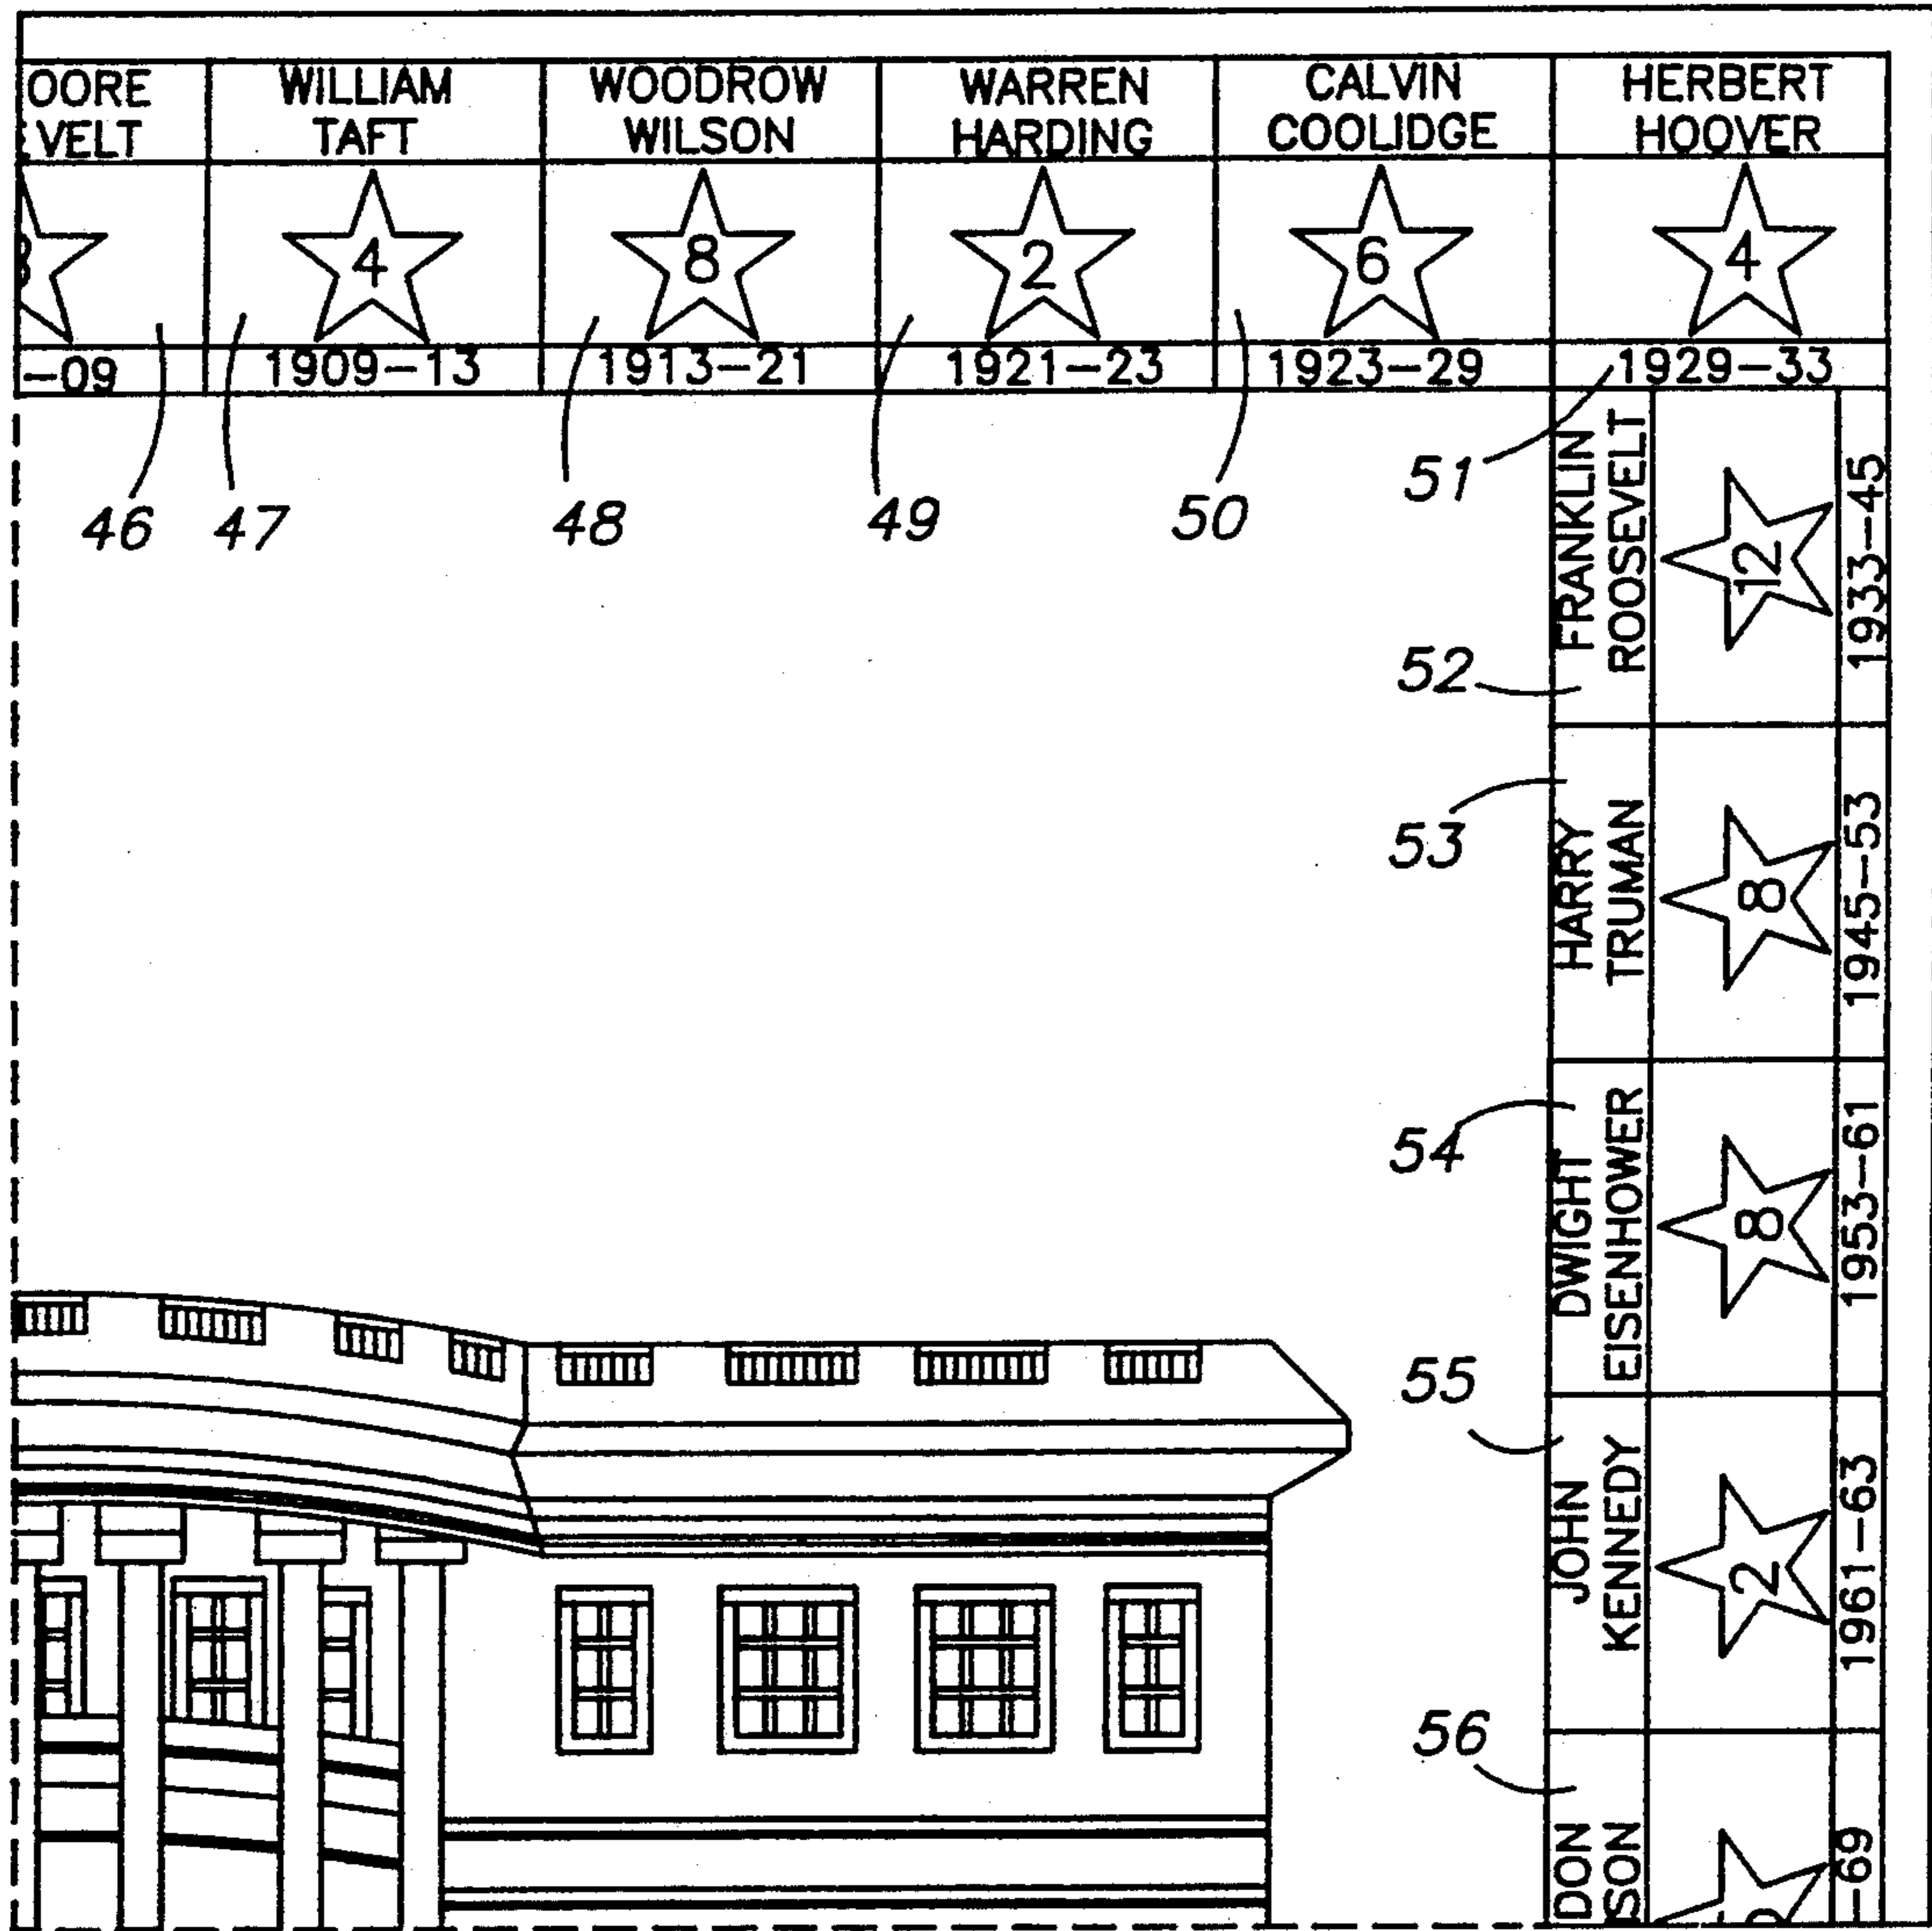 OORE
VELT
WILLIAM
TAFT
WOODROW
WILSON
WARREN
HARDING
CALVIN
COOLIDGE
HERBERT
HOOVER
4
8
2
6
4
-09
1909-13
1913-21
1921-23
1923-29
1929-33
46
47
48
49
50
51
FRANKLIN
ROOSEVELT
12
1933-45
52
HARRY
TRUMAN
8
1945-53
53
DWIGHT
EISENHOWER
8
1953-61
54
JOHN
KENNEDY
2
1961-63
55
DON
SON
-69
56